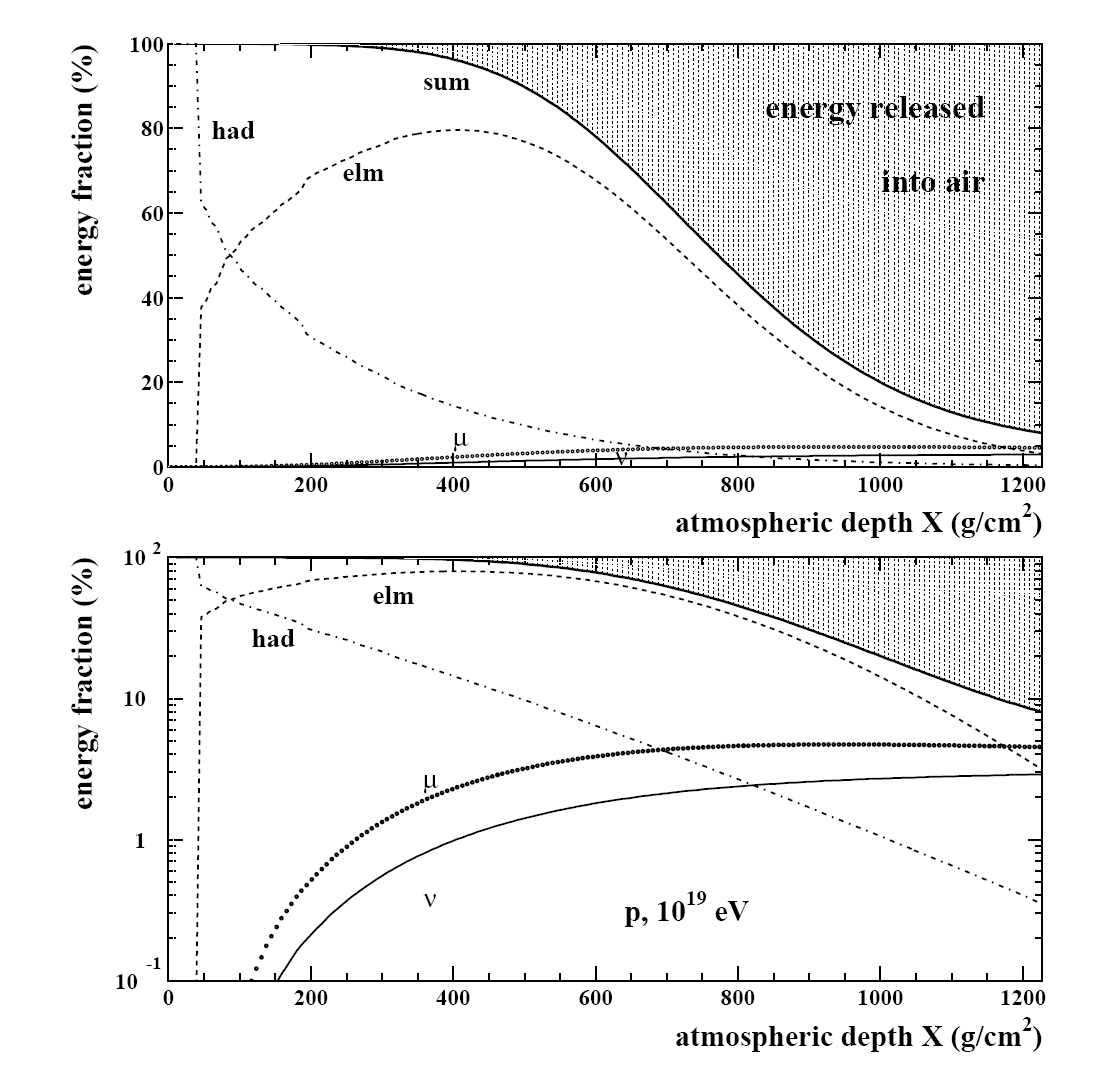 energy fraction (%)
100
80
60
40
20
0
sum
had
elm
μ
ν
energy released
into air
0 200 400 600 800 1000 1200
atmospheric depth X (g/cm²)
energy fraction (%)
10 ²
10
1
10 ⁻¹
elm
had
μ
ν
p, 10¹⁹ eV
0 200 400 600 800 1000 1200
atmospheric depth X (g/cm²)